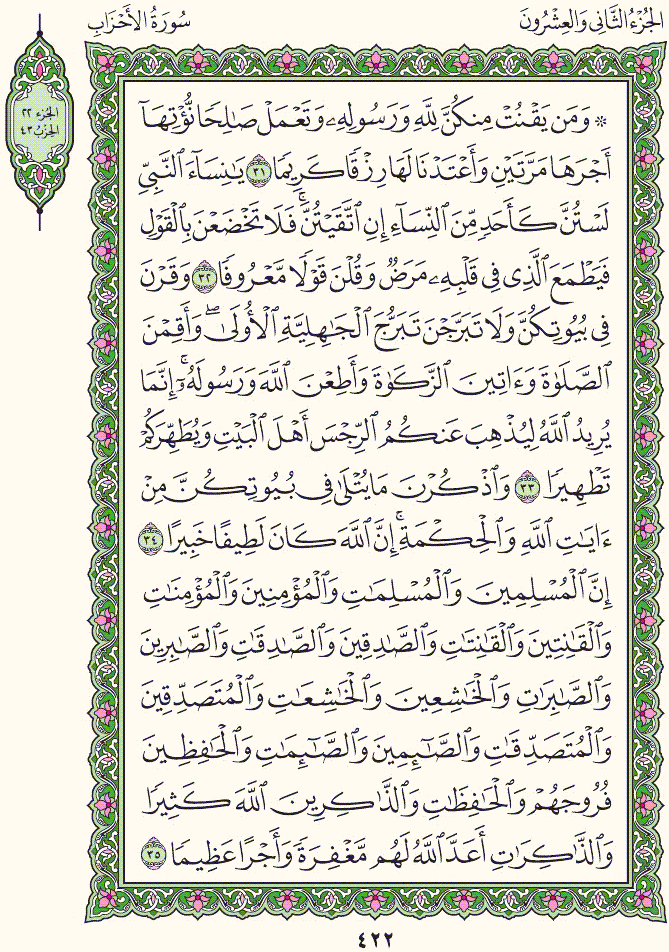 الجُزْءُ الثَّانِي وَالعِشْرُونَ
سُورَةُ الأَحْزَابِ
الجزء ٢٢
الحزب ٤٣
۞ وَمَن يَقْنُتْ مِنكُنَّ لِلَّهِ وَرَسُولِهِۦ وَتَعْمَلْ صَٰلِحًا نُّؤْتِهَآ
أَجْرَهَا مَرَّتَيْنِ وَأَعْتَدْنَا لَهَا رِزْقًا كَرِيمًا ٣١ يَٰنِسَآءَ ٱلنَّبِيِّ
لَسْتُنَّ كَأَحَدٍ مِّنَ ٱلنِّسَآءِ إِنِ ٱتَّقَيْتُنَّۚ فَلَا تَخْضَعْنَ بِٱلْقَوْلِ
فَيَطْمَعَ ٱلَّذِى فِى قَلْبِهِۦ مَرَضٌ وَقُلْنَ قَوْلًا مَّعْرُوفًا ٣٢ وَقَرْنَ
فِى بُيُوتِكُنَّ وَلَا تَبَرَّجْنَ تَبَرُّجَ ٱلْجَٰهِلِيَّةِ ٱلْأُولَىٰۖ وَأَقِمْنَ
ٱلصَّلَوٰةَ وَءَاتِينَ ٱلزَّكَوٰةَ وَأَطِعْنَ ٱللَّهَ وَرَسُولَهُۥٓۚ إِنَّمَا
يُرِيدُ ٱللَّهُ لِيُذْهِبَ عَنكُمُ ٱلرِّجْسَ أَهْلَ ٱلْبَيْتِ وَيُطَهِّرَكُمْ
تَطْهِيرًا ٣٣ وَٱذْكُرْنَ مَا يُتْلَىٰ فِى بُيُوتِكُنَّ مِنْ
ءَايَٰتِ ٱللَّهِ وَٱلْحِكْمَةِۚ إِنَّ ٱللَّهَ كَانَ لَطِيفًا خَبِيرًا ٣٤
إِنَّ ٱلْمُسْلِمِينَ وَٱلْمُسْلِمَٰتِ وَٱلْمُؤْمِنِينَ وَٱلْمُؤْمِنَٰتِ
وَٱلْقَٰنِتِينَ وَٱلْقَٰنِتَٰتِ وَٱلصَّٰدِقِينَ وَٱلصَّٰدِقَٰتِ وَٱلصَّٰبِرِينَ
وَٱلصَّٰبِرَٰتِ وَٱلْخَٰشِعِينَ وَٱلْخَٰشِعَٰتِ وَٱلْمُتَصَدِّقِينَ
وَٱلْمُتَصَدِّقَٰتِ وَٱلصَّٰٓئِمِينَ وَٱلصَّٰٓئِمَٰتِ وَٱلْحَٰفِظِينَ
فُرُوجَهُمْ وَٱلْحَٰفِظَٰتِ وَٱلذَّٰكِرِينَ ٱللَّهَ كَثِيرًا
وَٱلذَّٰكِرَٰتِ أَعَدَّ ٱللَّهُ لَهُم مَّغْفِرَةً وَأَجْرًا عَظِيمًا ٣٥
٤٢٢